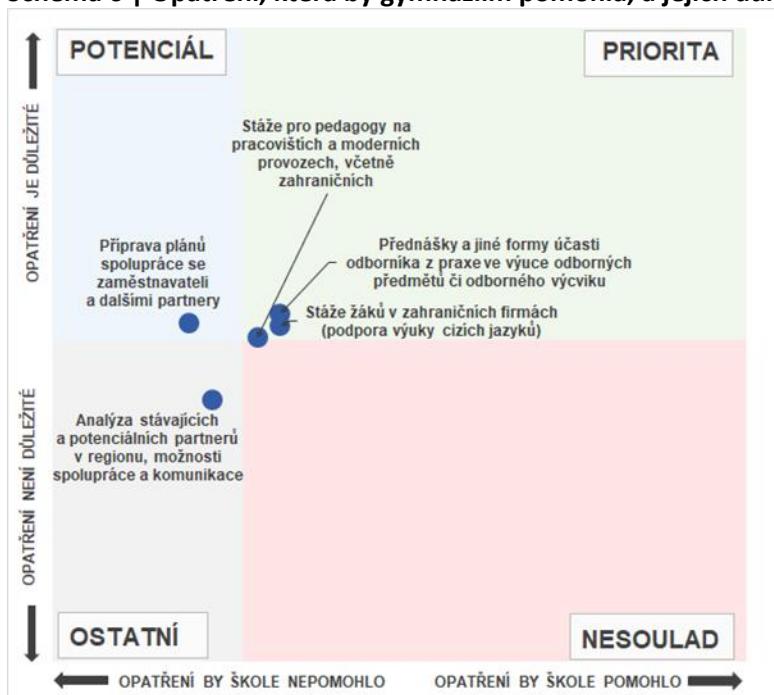 POTENCIÁL
PRIORITA
Stáže pro pedagogy na
pracovištích a moderních
provozech, včetně
zahraničních
Příprava plánů
spolupráce se
zaměstnavateli
a dalšími partnery
Přednášky a jiné formy účasti
odborníka z praxe ve výuce odborných
předmětů či odborného výcviku
Stáže žáků v zahraničních firmách
(podpora výuky cizích jazyků)
Analýza stávajících
a potenciálních partnerů
v regionu, možnosti
spolupráce a komunikace
OPATŘENÍ JE DŮLEŽITÉ
OPATŘENÍ NENÍ DŮLEŽITÉ
OSTATNÍ
NESOULAD
OPATŘENÍ BY ŠKOLE NEPOMOHLO
OPATŘENÍ BY ŠKOLE POMOHLO